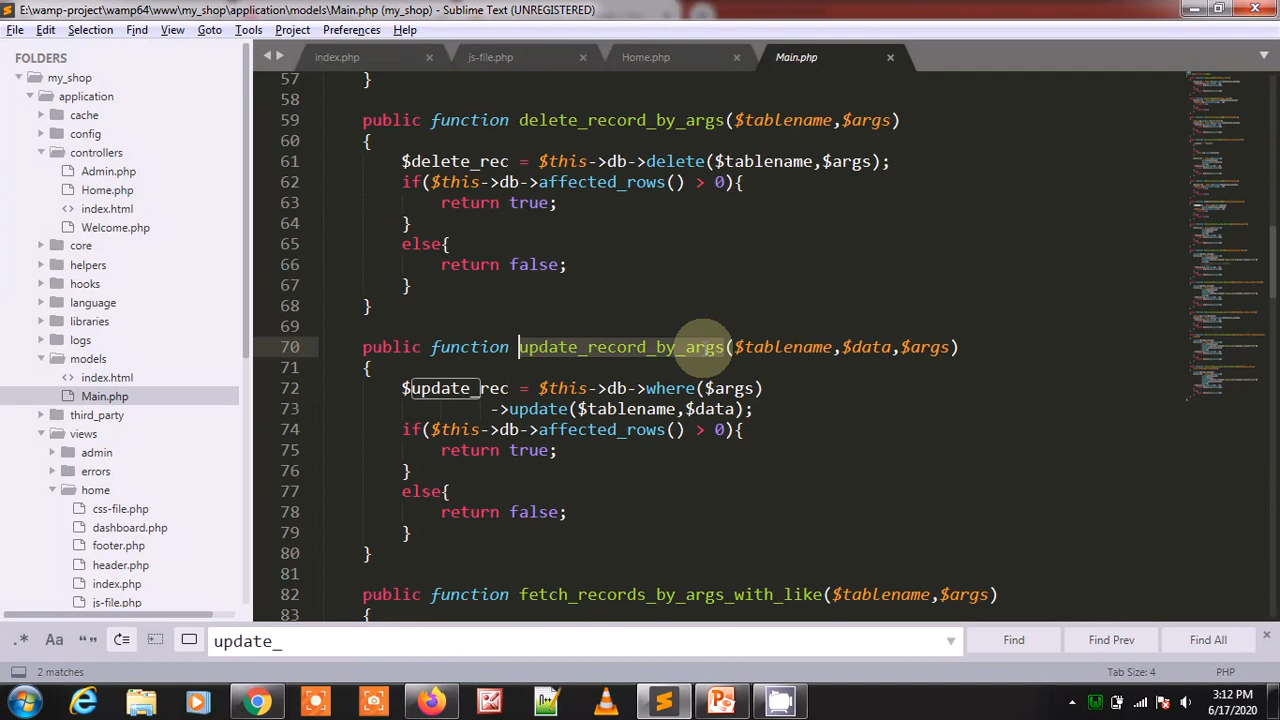 E:\wamp-project\wamp64\www\my_shop\application\models\Main.php (my_shop) - Sublime Text (UNREGISTERED)
File Edit Selection Find View Goto Tools Project Preferences Help
FOLDERS
my_shop
application
cache
config
controllers
Admin.php
Home.php
index.html
Welcome.php
core
helpers
hooks
language
libraries
logs
models
index.html
Main.php
third_party
views
admin
errors
home
css-file.php
dashboard.php
footer.php
header.php
index.php
js-file.php
index.php js-file.php Home.php Main.php
57 }
58
59 public function delete_record_by_args($tablename,$args)
60 {
61 $delete_rec = $this->db->delete($tablename,$args);
62 if($this->db->affected_rows() > 0){
63 return true;
64 }
65 else{
66 return false;
67 }
68 }
69
70 public function update_record_by_args($tablename,$data,$args)
71 {
72 $update_rec = $this->db->where($args)
73 ->update($tablename,$data);
74 if($this->db->affected_rows() > 0){
75 return true;
76 }
77 else{
78 return false;
79 }
80 }
81
82 public function fetch_records_by_args_with_like($tablename,$args)
83 {
.* Aa “” update_ Find Find Prev Find All
2 matches Tab Size: 4 PHP
3:12 PM
6/17/2020